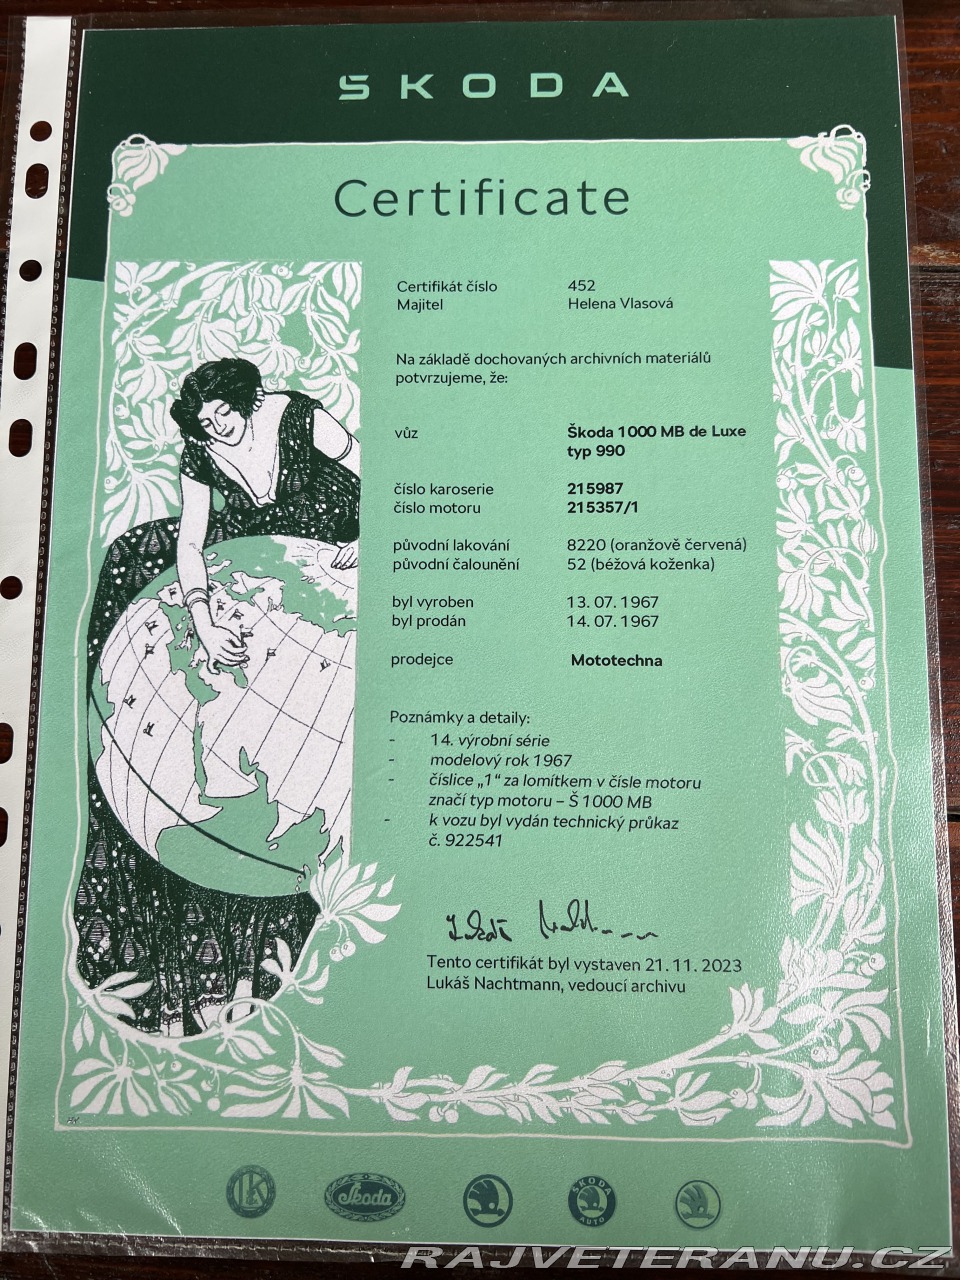 ŠKODA
Certificate
Certifikát číslo 452
Majitel Helena Vlasová
Na základě dochovaných archivních materiálů
potvrzujeme, že:
vůz Škoda 1000 MB de Luxe
typ 990
číslo karoserie 215987
číslo motoru 215357/1
původní lakování 8220 (oranžově červená)
původní čalounění 52 (béžová koženka)
byl vyroben 13. 07. 1967
byl prodán 14. 07. 1967
prodejce Mototechna
Poznámky a detaily:
- 14. výrobní série
- modelový rok 1967
- číslice „1“ za lomítkem v čísle motoru
značí typ motoru – Š 1000 MB
- k vozu byl vydán technický průkaz
č. 922541
Tento certifikát byl vystaven 21. 11. 2023
Lukáš Nachtmann, vedoucí archivu
L&K
Škoda
ŠKODA
AUTO
RAJVETERANU.CZ